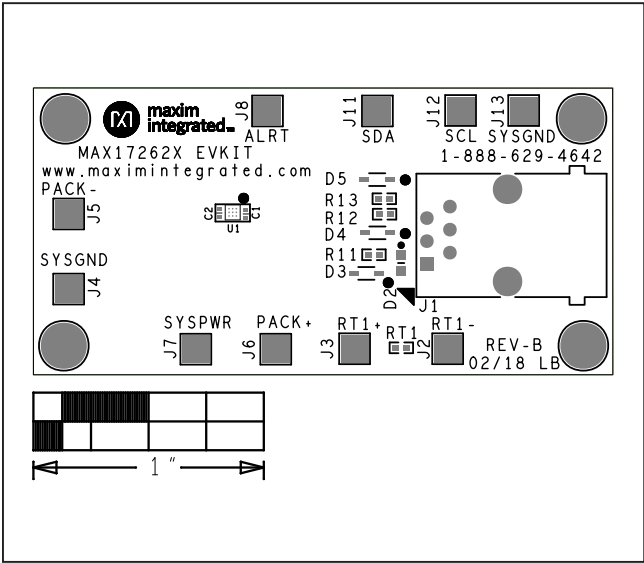 maxim
integrated™
J8
ALRT
J11
SDA
J12
SCL
J13
SYSGND
MAX17262X EVKIT
1-888-629-4642
www.maximintegrated.com
PACK-
J5
C2
C1
U1
D5
R13
R12
D4
R11
D3
D2
J1
SYSGND
J4
SYSPWR
J7
PACK+
J6
RT1+
J3
RT1
RT1-
J2
REV-B
02/18 LB
1 "